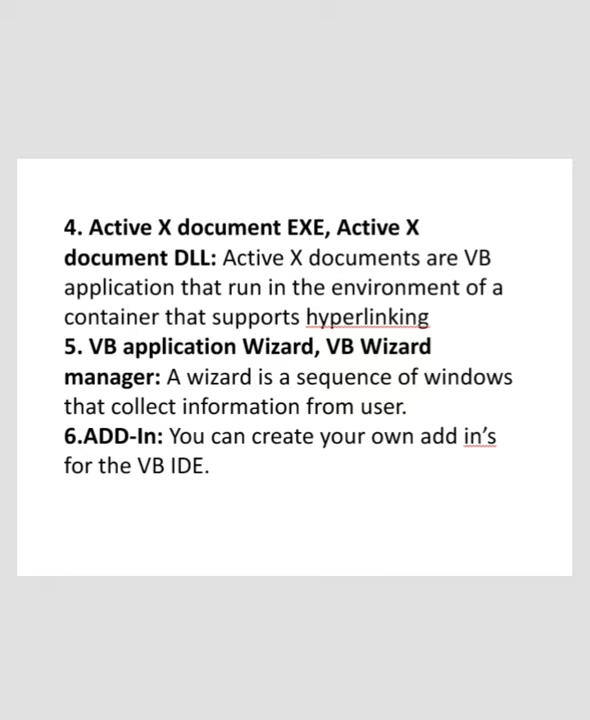 4. Active X document EXE, Active X
document DLL: Active X documents are VB
application that run in the environment of a
container that supports hyperlinking
5. VB application Wizard, VB Wizard
manager: A wizard is a sequence of windows
that collect information from user.
6.ADD-In: You can create your own add in’s
for the VB IDE.